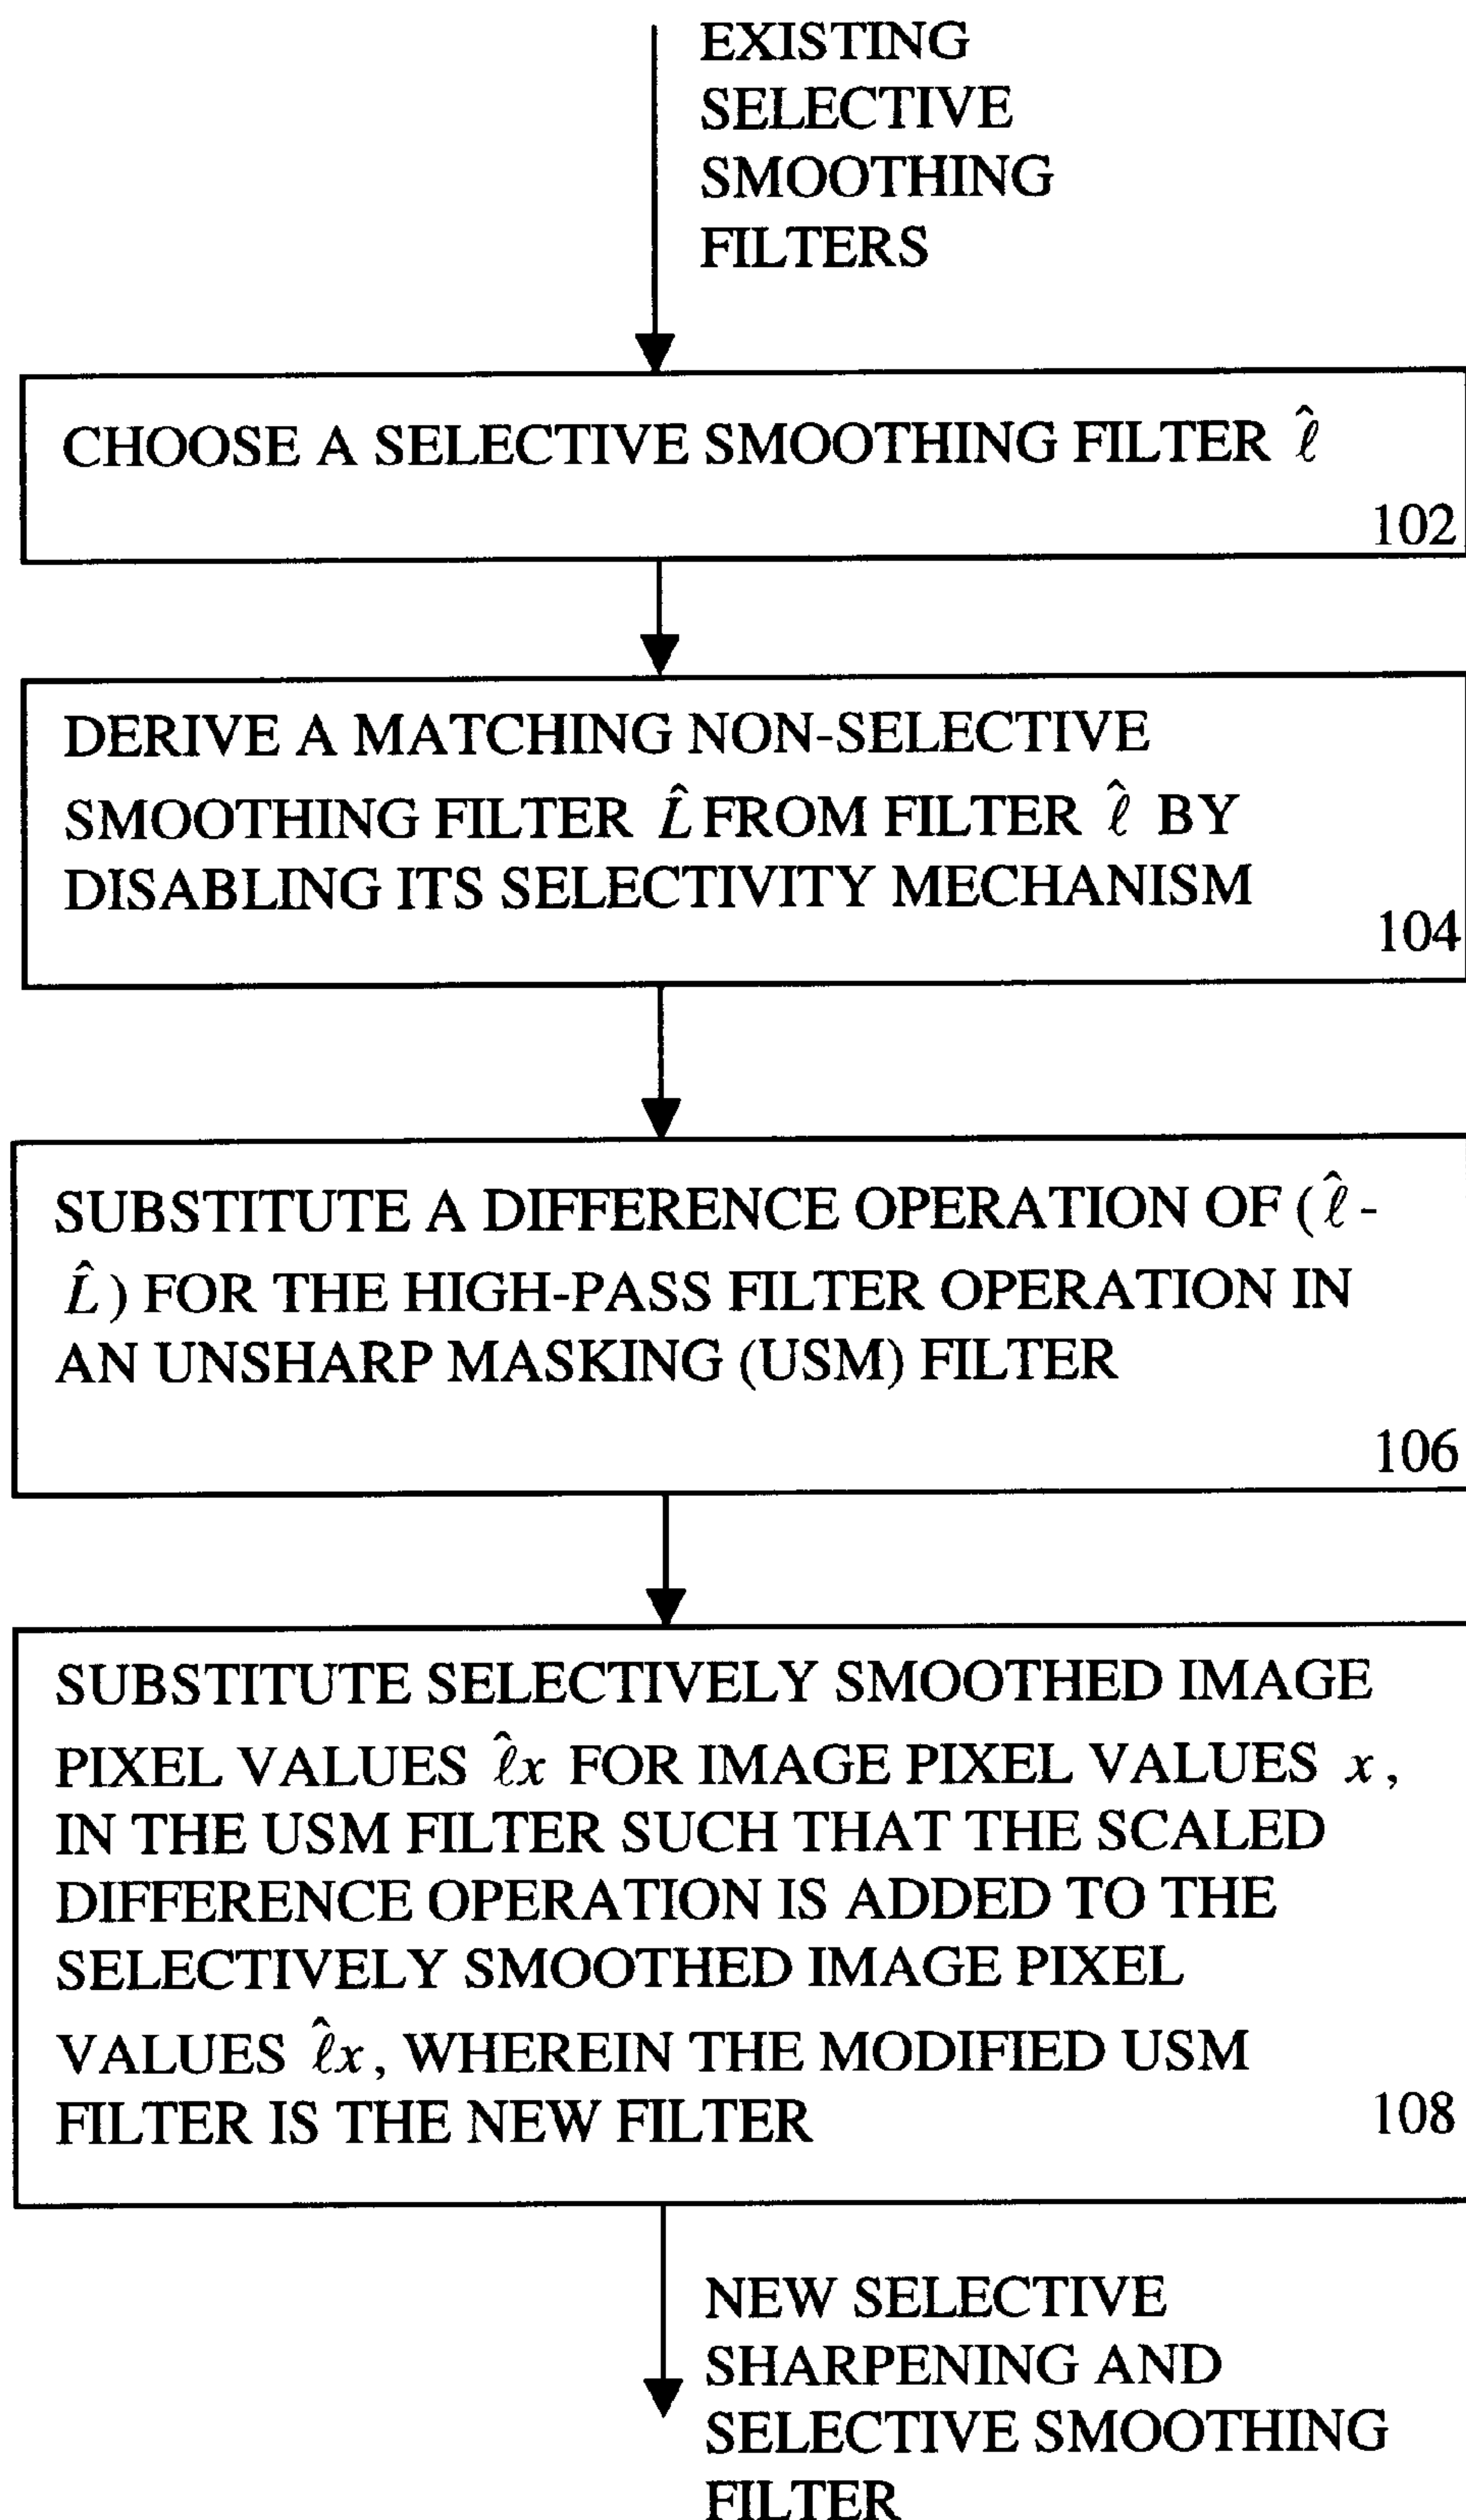 EXISTING
SELECTIVE
SMOOTHING
FILTERS
CHOOSE A SELECTIVE SMOOTHING FILTER ℓ̂
102
DERIVE A MATCHING NON-SELECTIVE
SMOOTHING FILTER L̂ FROM FILTER ℓ̂ BY
DISABLING ITS SELECTIVITY MECHANISM
104
SUBSTITUTE A DIFFERENCE OPERATION OF (ℓ̂ -
L̂) FOR THE HIGH-PASS FILTER OPERATION IN
AN UNSHARP MASKING (USM) FILTER
106
SUBSTITUTE SELECTIVELY SMOOTHED IMAGE
PIXEL VALUES ℓ̂x FOR IMAGE PIXEL VALUES x,
IN THE USM FILTER SUCH THAT THE SCALED
DIFFERENCE OPERATION IS ADDED TO THE
SELECTIVELY SMOOTHED IMAGE PIXEL
VALUES ℓ̂x, WHEREIN THE MODIFIED USM
FILTER IS THE NEW FILTER
108
NEW SELECTIVE
SHARPENING AND
SELECTIVE SMOOTHING
FILTER